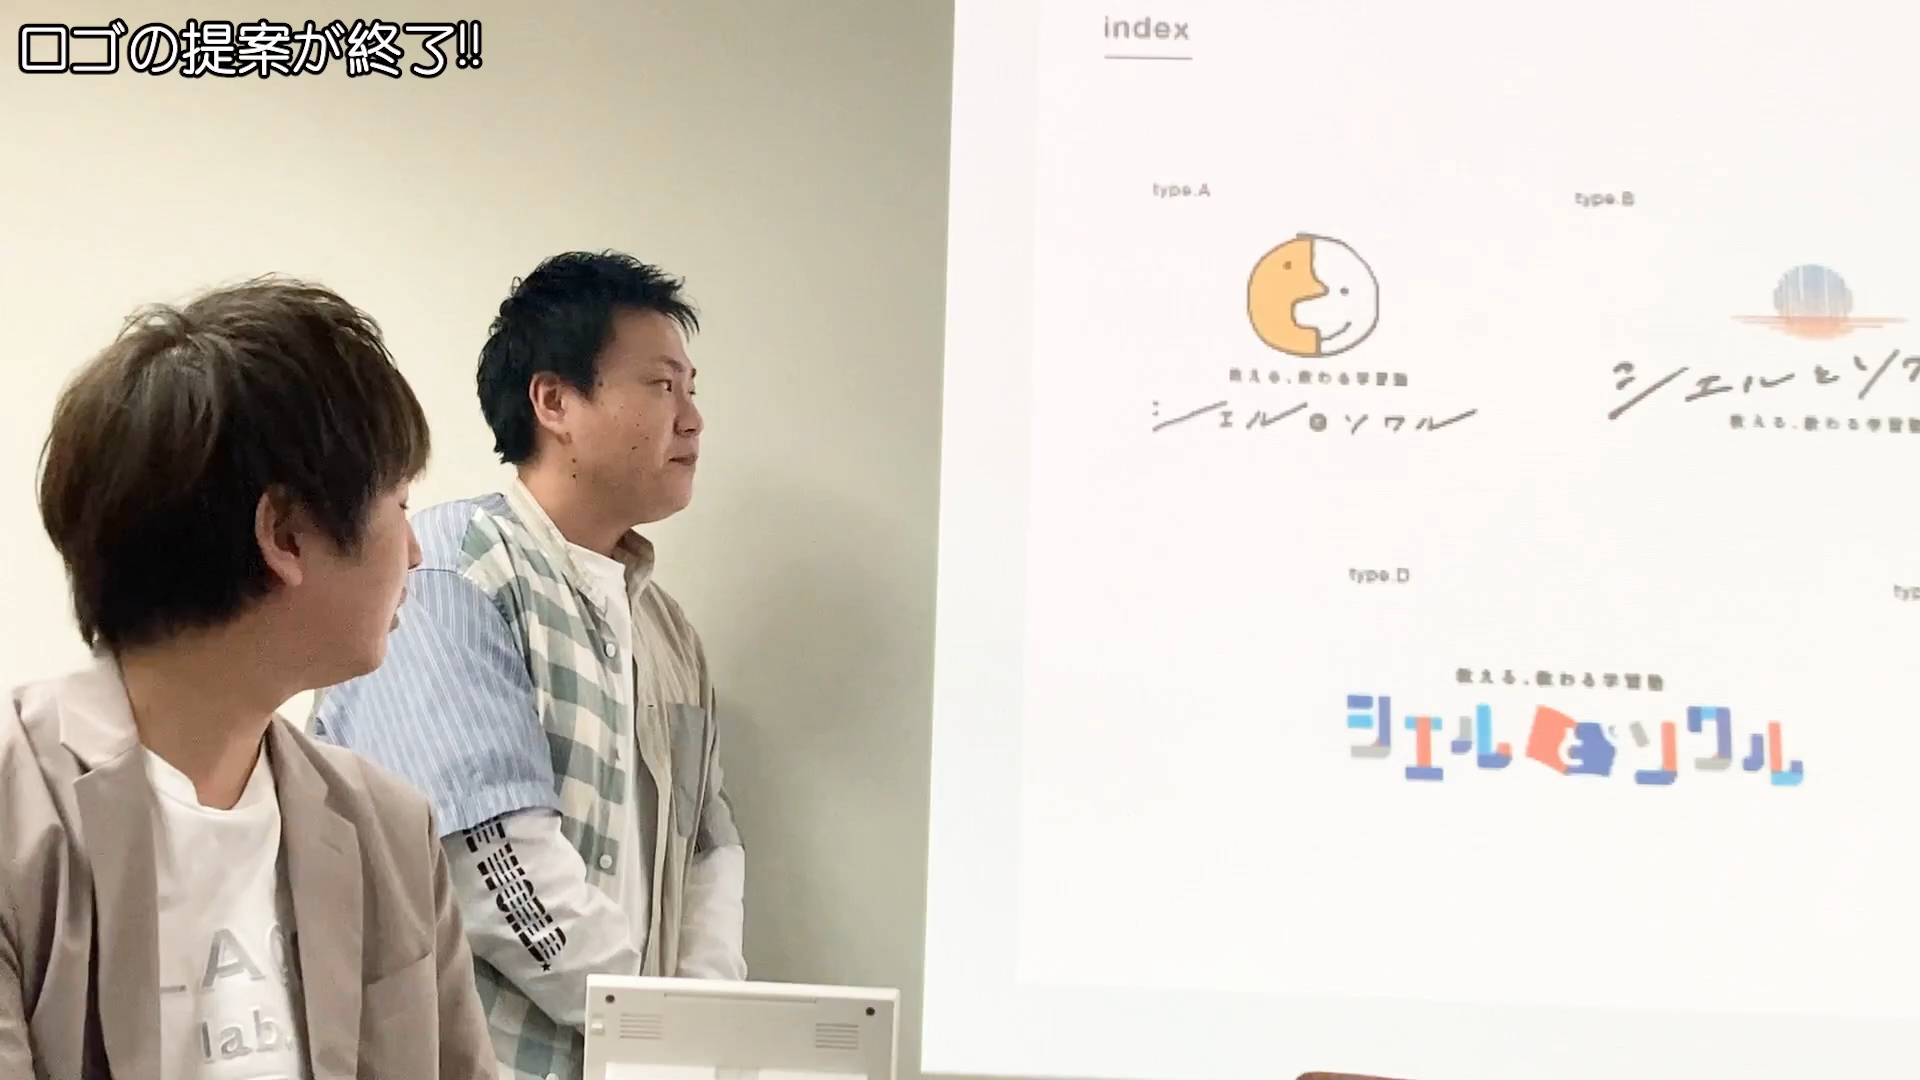 ロゴの提案が終了!!
index
type.A
教える、教わる学習塾
シェルとソワル
type.B
シェルとソワ
教える、教わる学習塾
type.D
教える、教わる学習塾
シェルとソワル
lab.